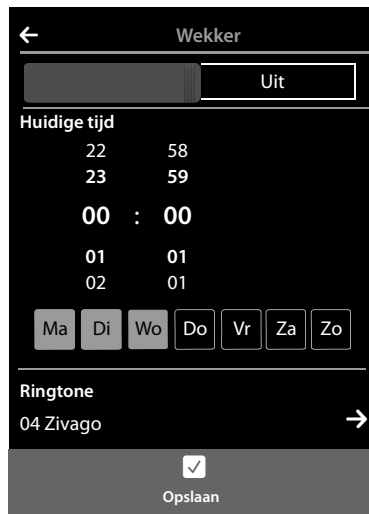 Wekker
Uit
Huidige tijd
22 58
23 59
00 : 00
01 01
02 01
Ma Di Wo Do Vr Za Zo
Ringtone
04 Zivago
Opslaan